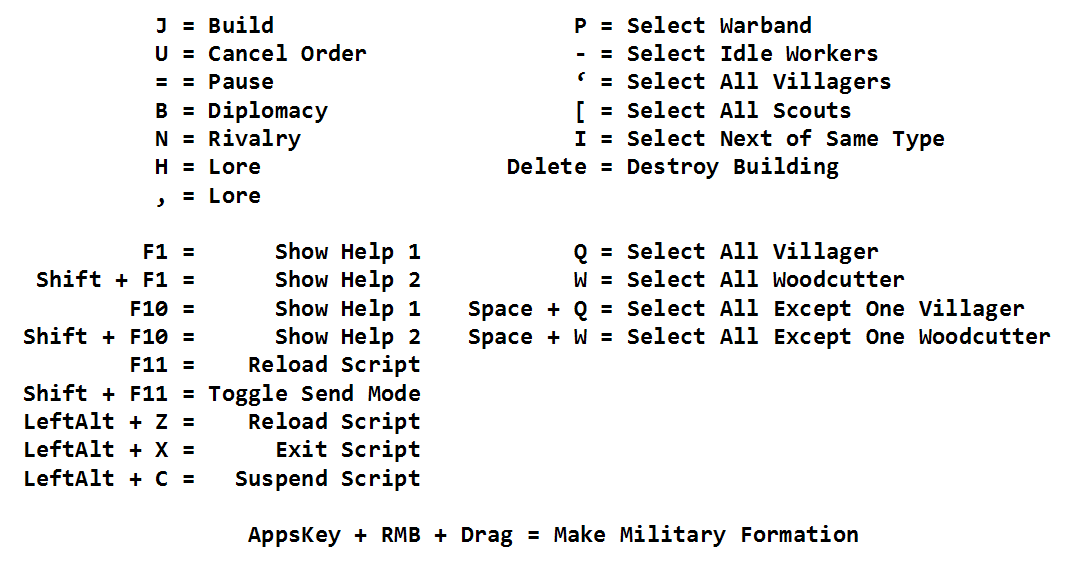 J = Build P = Select Warband
U = Cancel Order - = Select Idle Workers
= = Pause ‘ = Select All Villagers
B = Diplomacy [ = Select All Scouts
N = Rivalry I = Select Next of Same Type
H = Lore Delete = Destroy Building
, = Lore
F1 = Show Help 1 Q = Select All Villager
Shift + F1 = Show Help 2 W = Select All Woodcutter
F10 = Show Help 1 Space + Q = Select All Except One Villager
Shift + F10 = Show Help 2 Space + W = Select All Except One Woodcutter
F11 = Reload Script
Shift + F11 = Toggle Send Mode
LeftAlt + Z = Reload Script
LeftAlt + X = Exit Script
LeftAlt + C = Suspend Script
AppsKey + RMB + Drag = Make Military Formation